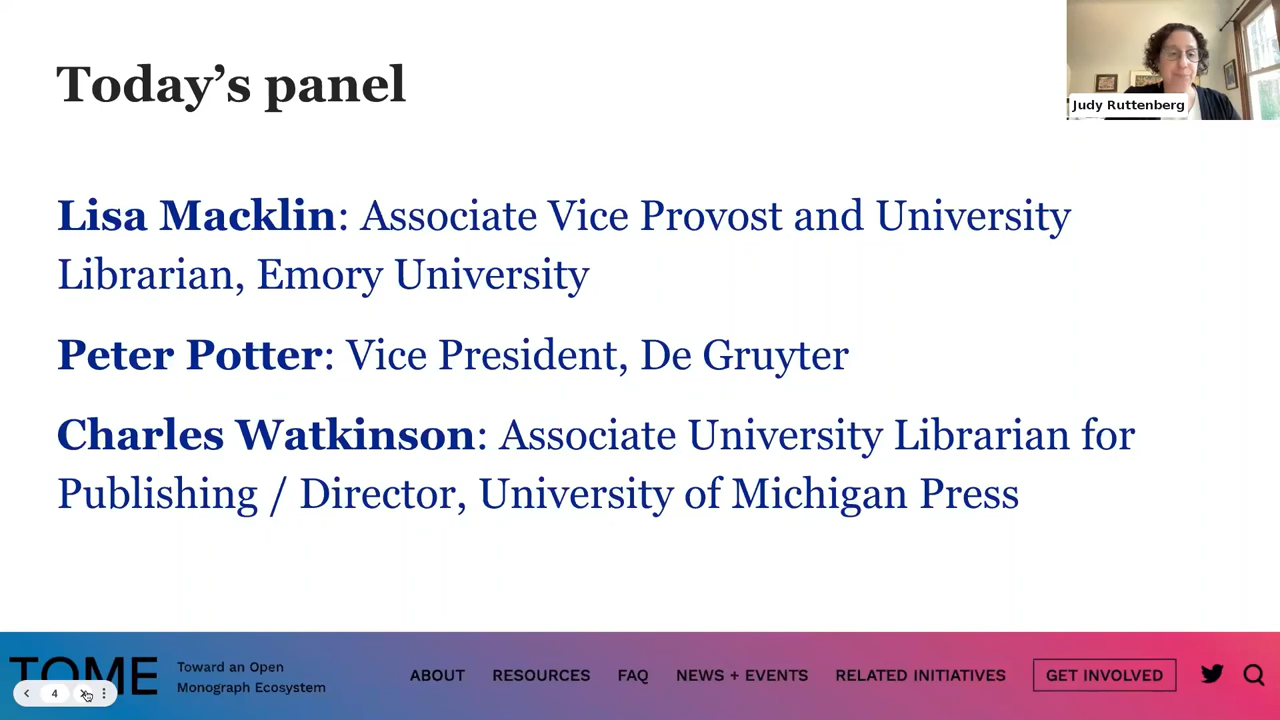 Today’s panel
Judy Ruttenberg
Lisa Macklin: Associate Vice Provost and University
Librarian, Emory University
Peter Potter: Vice President, De Gruyter
Charles Watkinson: Associate University Librarian for
Publishing / Director, University of Michigan Press
TOME
Toward an Open
Monograph Ecosystem
ABOUT RESOURCES FAQ NEWS + EVENTS RELATED INITIATIVES GET INVOLVED
4